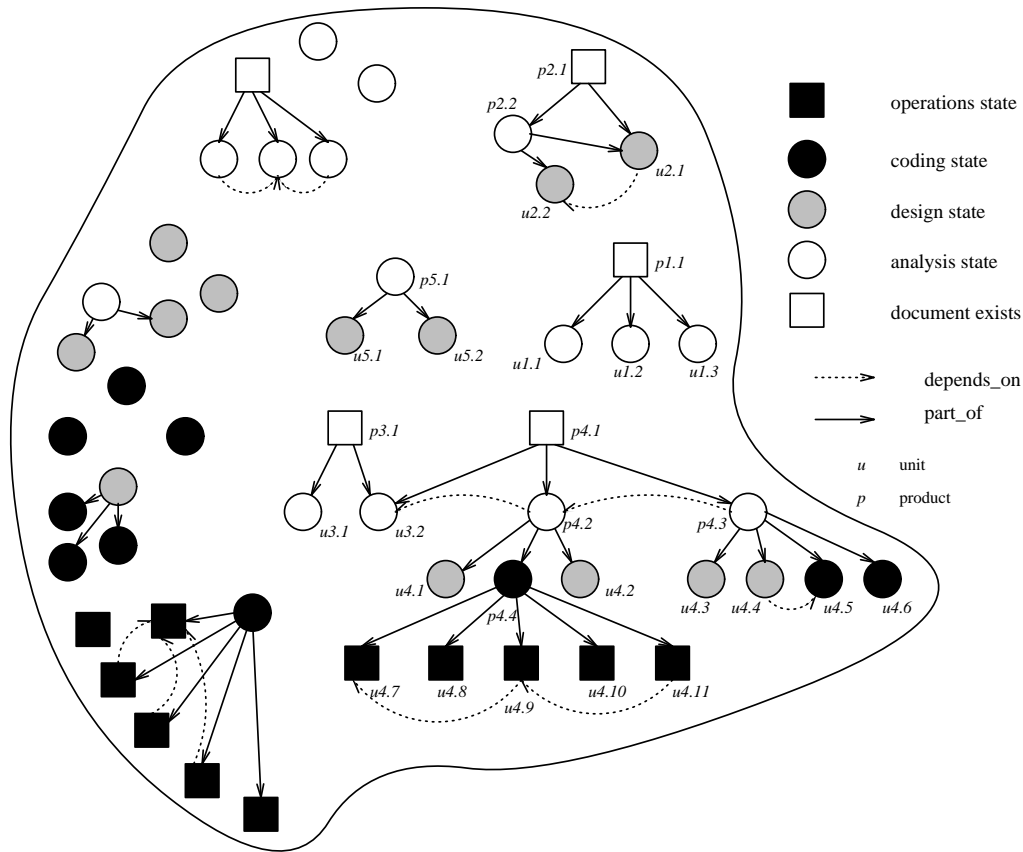 p2.1
p2.2
u2.1
u2.2
p5.1
p1.1
u5.1
u5.2
u1.1
u1.2
u1.3
p3.1
p4.1
u3.1
u3.2
p4.2
p4.3
u4.1
u4.2
u4.3
u4.4
u4.5
u4.6
p4.4
u4.7
u4.8
u4.9
u4.10
u4.11
operations state
coding state
design state
analysis state
document exists
depends_on
part_of
u unit
p product